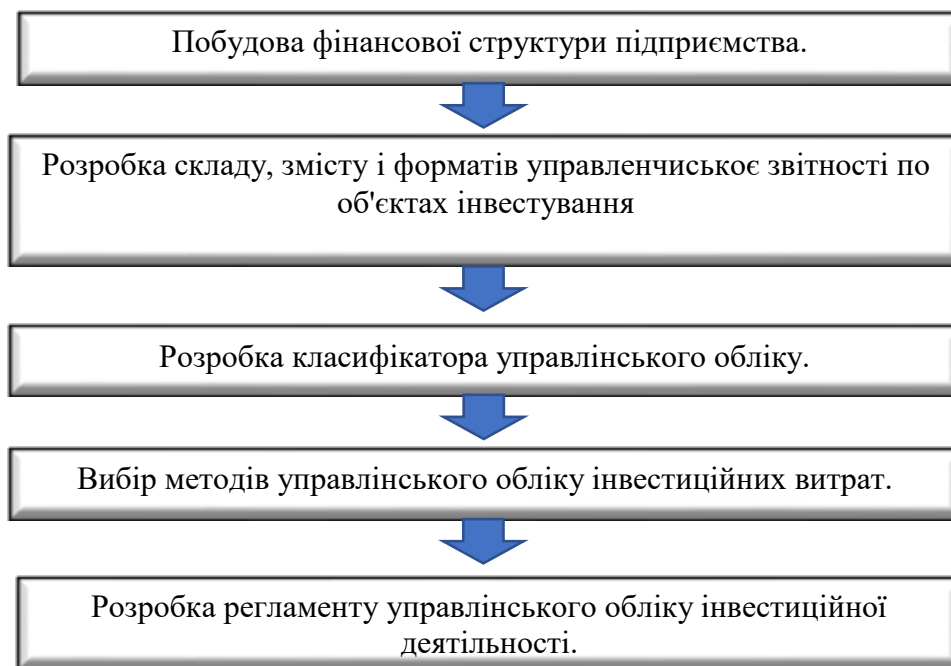 Побудова фінансової структури підприємства.
Розробка складу, змісту і форматів управленчиськоє звітності по
об'єктах інвестування
Розробка класифікатора управлінського обліку.
Вибір методів управлінського обліку інвестиційних витрат.
Розробка регламенту управлінського обліку інвестиційної
деятільності.